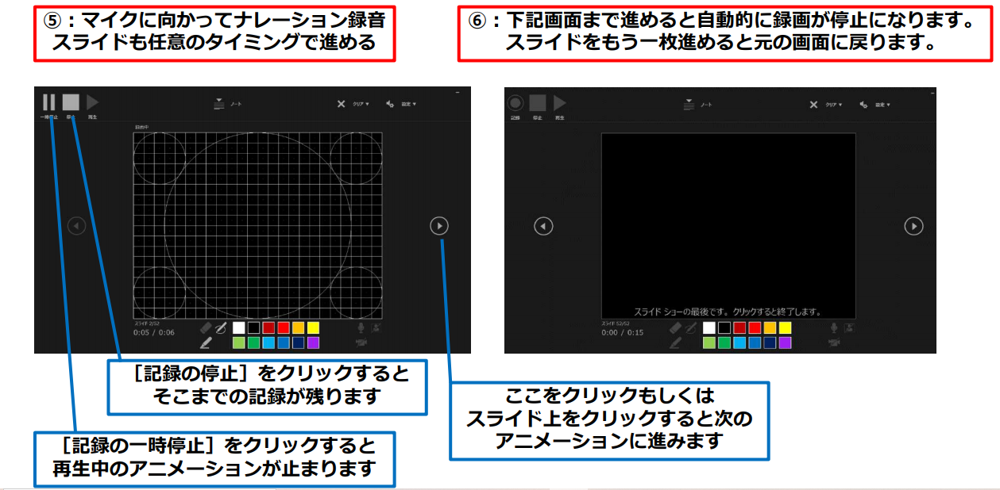 ⑤：マイクに向かってナレーション録音
スライドも任意のタイミングで進める
⑥：下記画面まで進めると自動的に録画が停止になります。
スライドをもう一枚進めると元の画面に戻ります。
一時停止 停止 再生
ノート
クリア ▼
設定 ▼
録画中
スライド 2/52
0:05 / 0:06
記録 停止 再生
ノート
クリア ▼
設定 ▼
スライド ショーの最後です。クリックすると終了します。
スライド 52/52
0:00 / 0:15
［記録の停止］をクリックすると
そこまでの記録が残ります
ここをクリックもしくは
スライド上をクリックすると次の
アニメーションに進みます
［記録の一時停止］をクリックすると
再生中のアニメーションが止まります